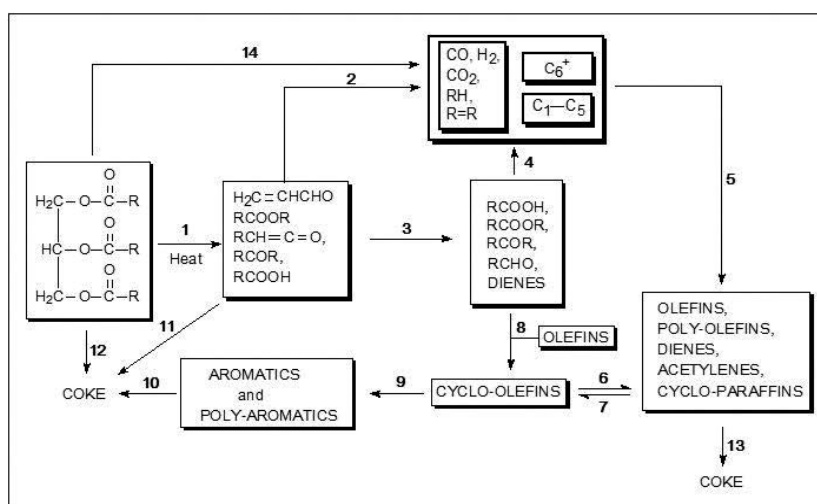 14
2
CO, H2,
CO2,
RH,
R=R
C6+
C1—C5
5
4
O
H2C—O—C—R
O
HC—O—C—R
O
H2C—O—C—R
1
Heat
H2C=CHCHO
RCOOR
RCH=C=O,
RCOR,
RCOOH
3
RCOOH,
RCOOR,
RCOR,
RCHO,
DIENES
12
11
8
OLEFINS
OLEFINS,
POLY-OLEFINS,
DIENES,
ACETYLENES,
CYCLO-PARAFFINS
COKE
10
AROMATICS
and
POLY-AROMATICS
9
CYCLO-OLEFINS
6
7
13
COKE